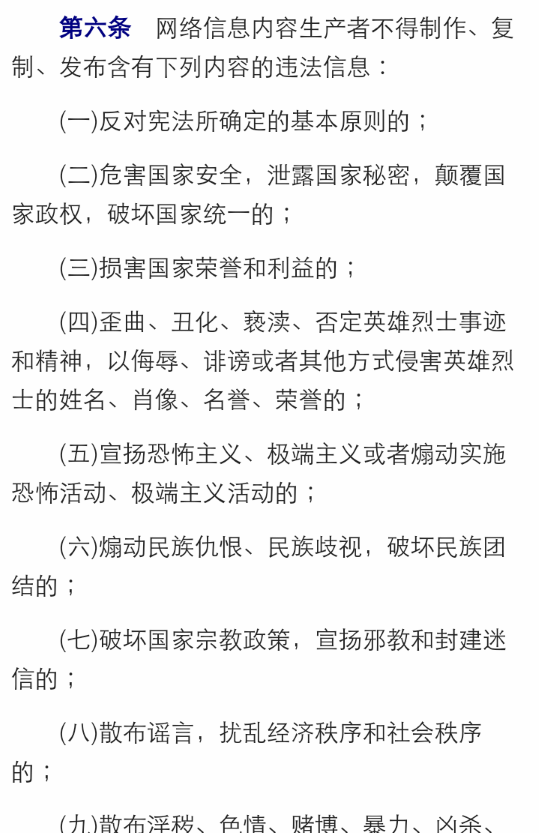 第六条　网络信息内容生产者不得制作、复
制、发布含有下列内容的违法信息：
(一)反对宪法所确定的基本原则的；
(二)危害国家安全，泄露国家秘密，颠覆国
家政权，破坏国家统一的；
(三)损害国家荣誉和利益的；
(四)歪曲、丑化、亵渎、否定英雄烈士事迹
和精神，以侮辱、诽谤或者其他方式侵害英雄烈
士的姓名、肖像、名誉、荣誉的；
(五)宣扬恐怖主义、极端主义或者煽动实施
恐怖活动、极端主义活动的；
(六)煽动民族仇恨、民族歧视，破坏民族团
结的；
(七)破坏国家宗教政策，宣扬邪教和封建迷
信的；
(八)散布谣言，扰乱经济秩序和社会秩序
的；
(九)散布淫秽、色情、赌博、暴力、凶杀、